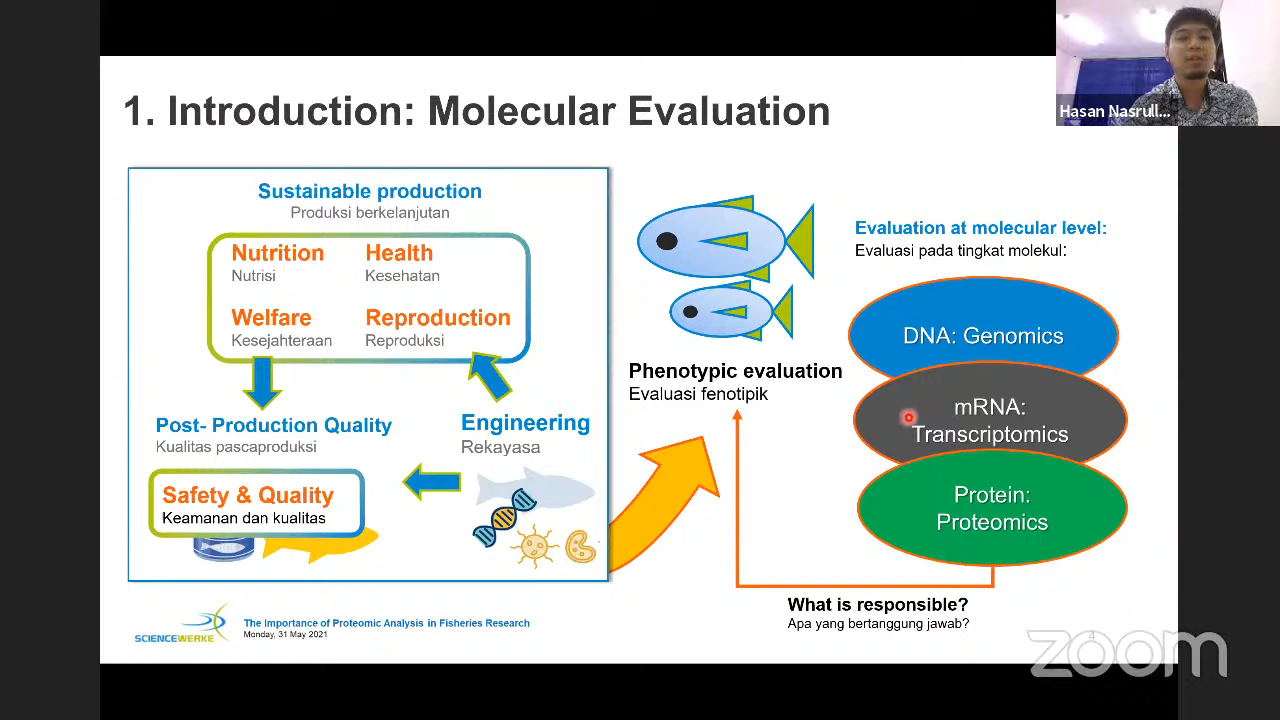 1. Introduction: Molecular Evaluation
Hasan Nasrull...
Sustainable production
Produksi berkelanjutan
Nutrition
Nutrisi
Health
Kesehatan
Welfare
Kesejahteraan
Reproduction
Reproduksi
Post- Production Quality
Kualitas pascaproduksi
Engineering
Rekayasa
Safety & Quality
Keamanan dan kualitas
Phenotypic evaluation
Evaluasi fenotipik
Evaluation at molecular level:
Evaluasi pada tingkat molekul:
DNA: Genomics
mRNA:
Transcriptomics
Protein:
Proteomics
What is responsible?
Apa yang bertanggung jawab?
SCIENCEWERKE
The Importance of Proteomic Analysis in Fisheries Research
Monday, 31 May 2021
4
zoom